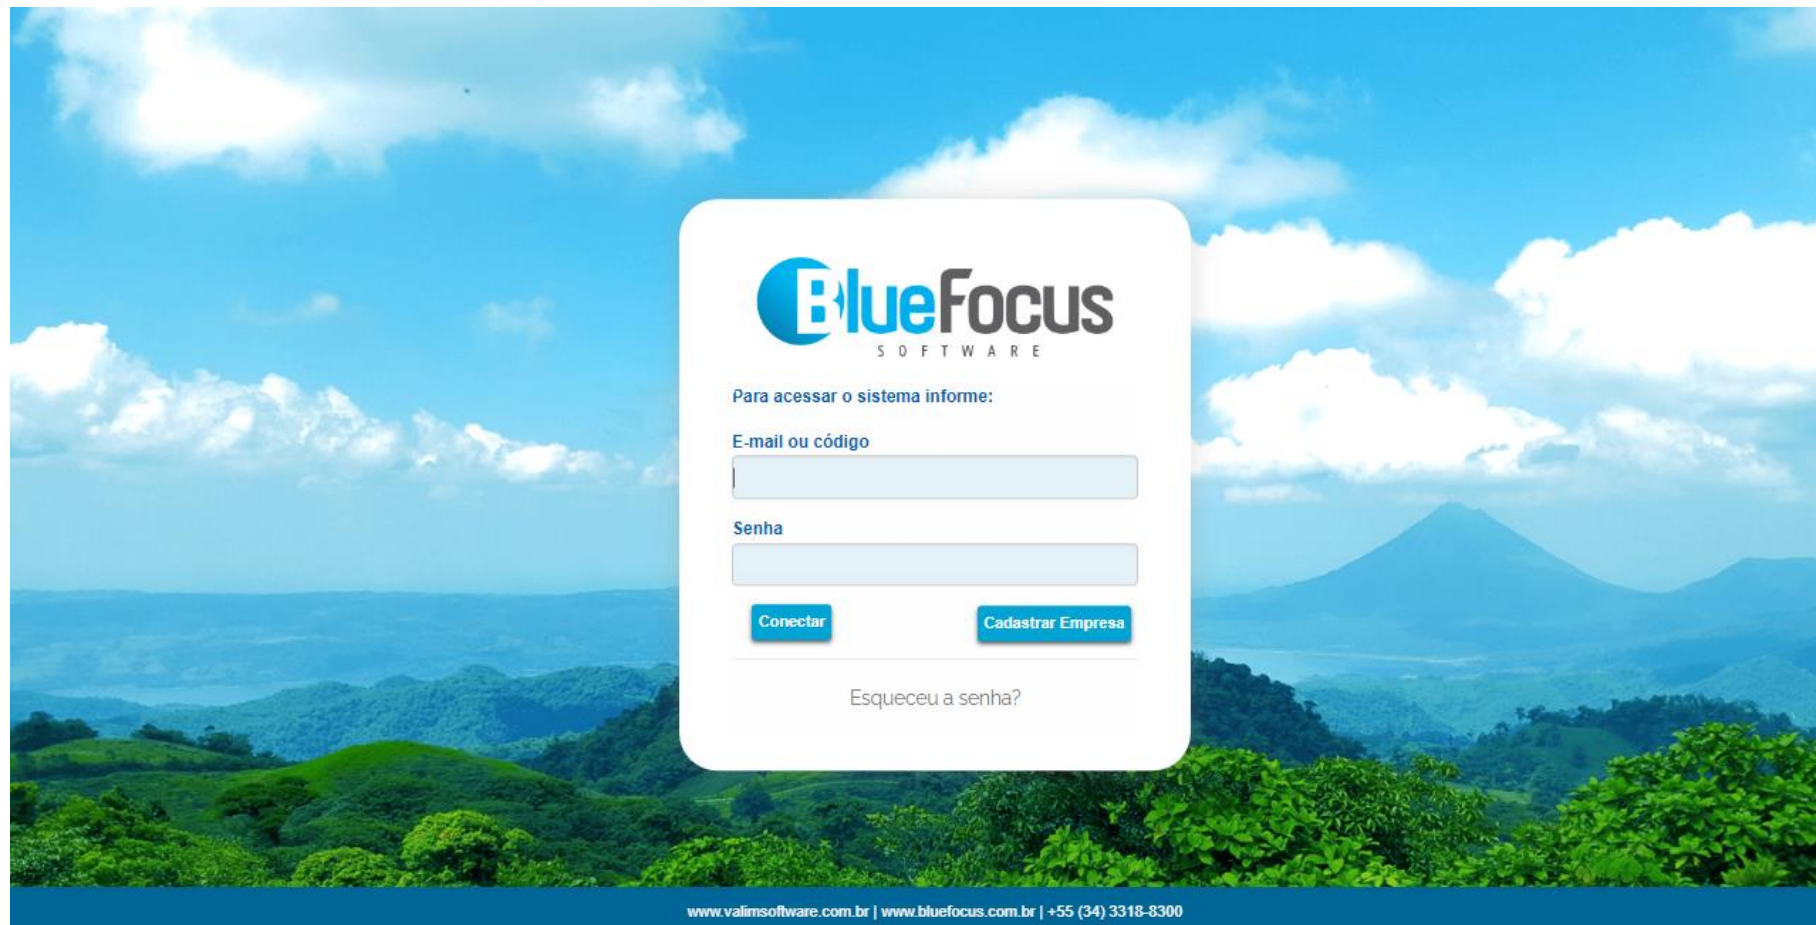 BlueFocus
SOFTWARE
Para acessar o sistema informe:
E-mail ou código
Senha
Conectar
Cadastrar Empresa
Esqueceu a senha?
www.valimsoftware.com.br | www.bluefocus.com.br | +55 (34) 3318-8300